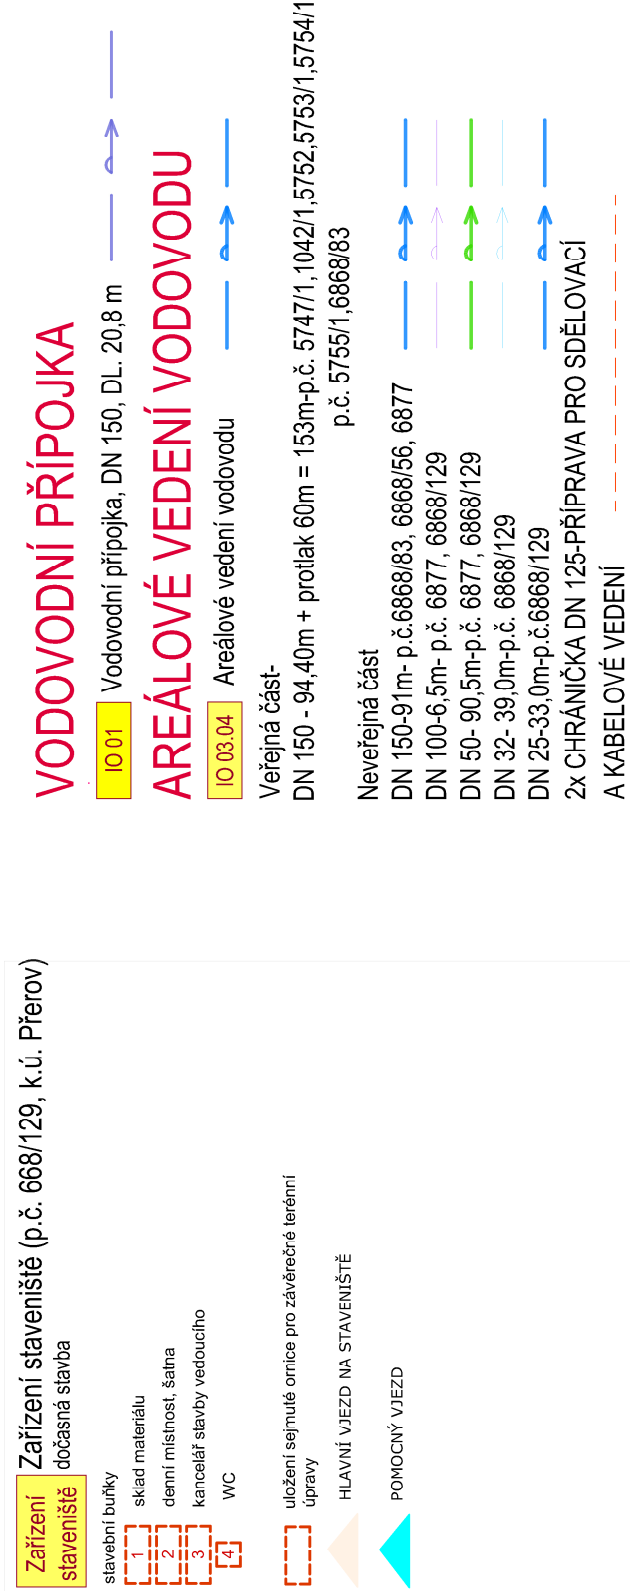 VODOVODNÍ PŘÍPOJKA
IO 01 Vodovodní přípojka, DN 150, DL. 20,8 m
AREÁLOVÉ VEDENÍ VODOVODU
IO 03.04 Areálové vedení vodovodu
Veřejná část-
DN 150 - 94,40m + protlak 60m = 153m-p.č. 5747/1,1042/1,5752,5753/1,5754/1
p.č. 5755/1,6868/83
Neveřejná část
DN 150-91m- p.č.6868/83, 6868/56, 6877
DN 100-6,5m- p.č. 6877, 6868/129
DN 50- 90,5m-p.č. 6877, 6868/129
DN 32- 39,0m-p.č. 6868/129
DN 25-33,0m-p.č.6868/129
2x CHRÁNIČKA DN 125-PŘÍPRAVA PRO SDĚLOVACÍ
A KABELOVÉ VEDENÍ
Zařízení staveniště
Zařízení staveniště (p.č. 668/129, k.ú. Přerov)
dočasná stavba
stavební buňky
1 sklad materiálu
2 denní místnost, šatna
3 kancelář stavby vedoucího
4 WC
uložení sejmuté ornice pro závěrečné terénní
úpravy
HLAVNÍ VJEZD NA STAVENIŠTĚ
POMOCNÝ VJEZD